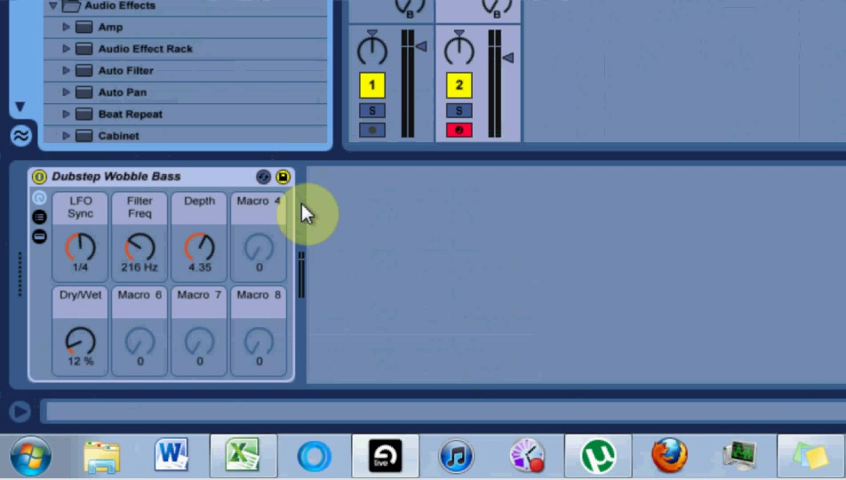 Audio Effects
B
B
Amp
Audio Effect Rack
Auto Filter
Auto Pan
Beat Repeat
Cabinet
1
2
S
S
Dubstep Wobble Bass
LFO Sync
Filter Freq
Depth
Macro 4
1/4
216 Hz
4.35
0
Dry/Wet
Macro 6
Macro 7
Macro 8
12 %
0
0
0
W
X
live
µ